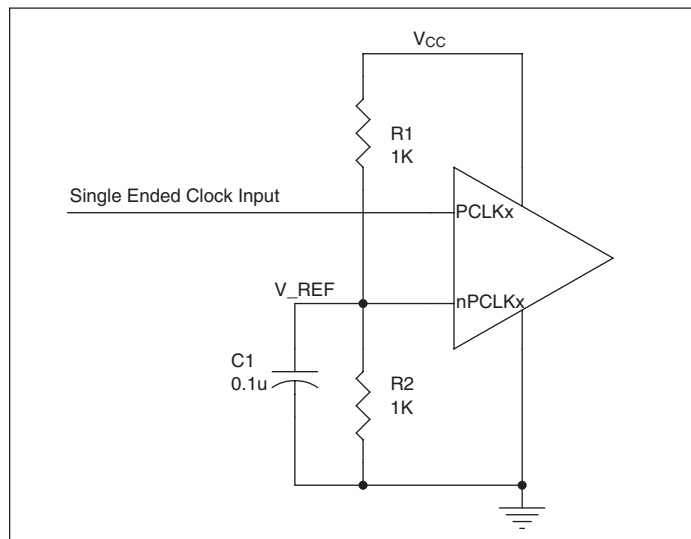 VCC
R1
1K
Single Ended Clock Input
PCLKx
V_REF
nPCLKx
C1
0.1u
R2
1K